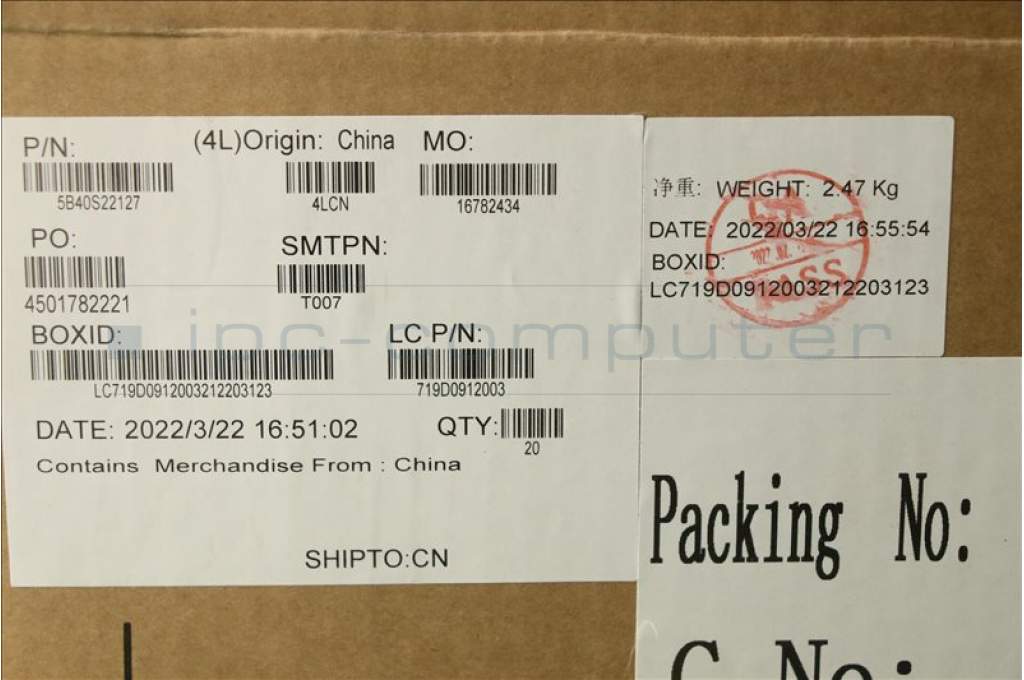 P/N:
5B40S22127
(4L)Origin: China
4LCN
MO:
16782434
PO:
4501782221
SMTPN:
T007
BOXID:
LC719D0912003212203123
LC P/N:
719D0912003
DATE: 2022/3/22 16:51:02
QTY:
20
Contains Merchandise From : China
SHIPTO:CN
净重: WEIGHT: 2.47 Kg
DATE: 2022/03/22 16:55:54
BOXID:
LC719D0912003212203123
PASS
ipc-computer
Packing No: